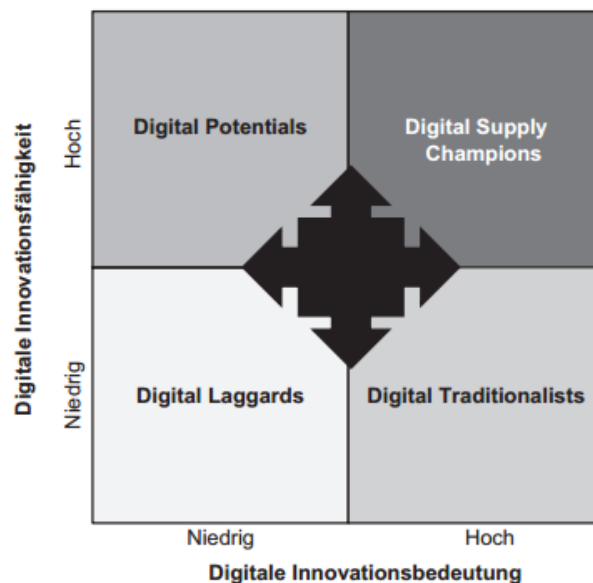 Digitale Innovationsfähigkeit
Hoch
Niedrig
Digital Potentials
Digital Supply
Champions
Digital Laggards
Digital Traditionalists
Niedrig
Hoch
Digitale Innovationsbedeutung